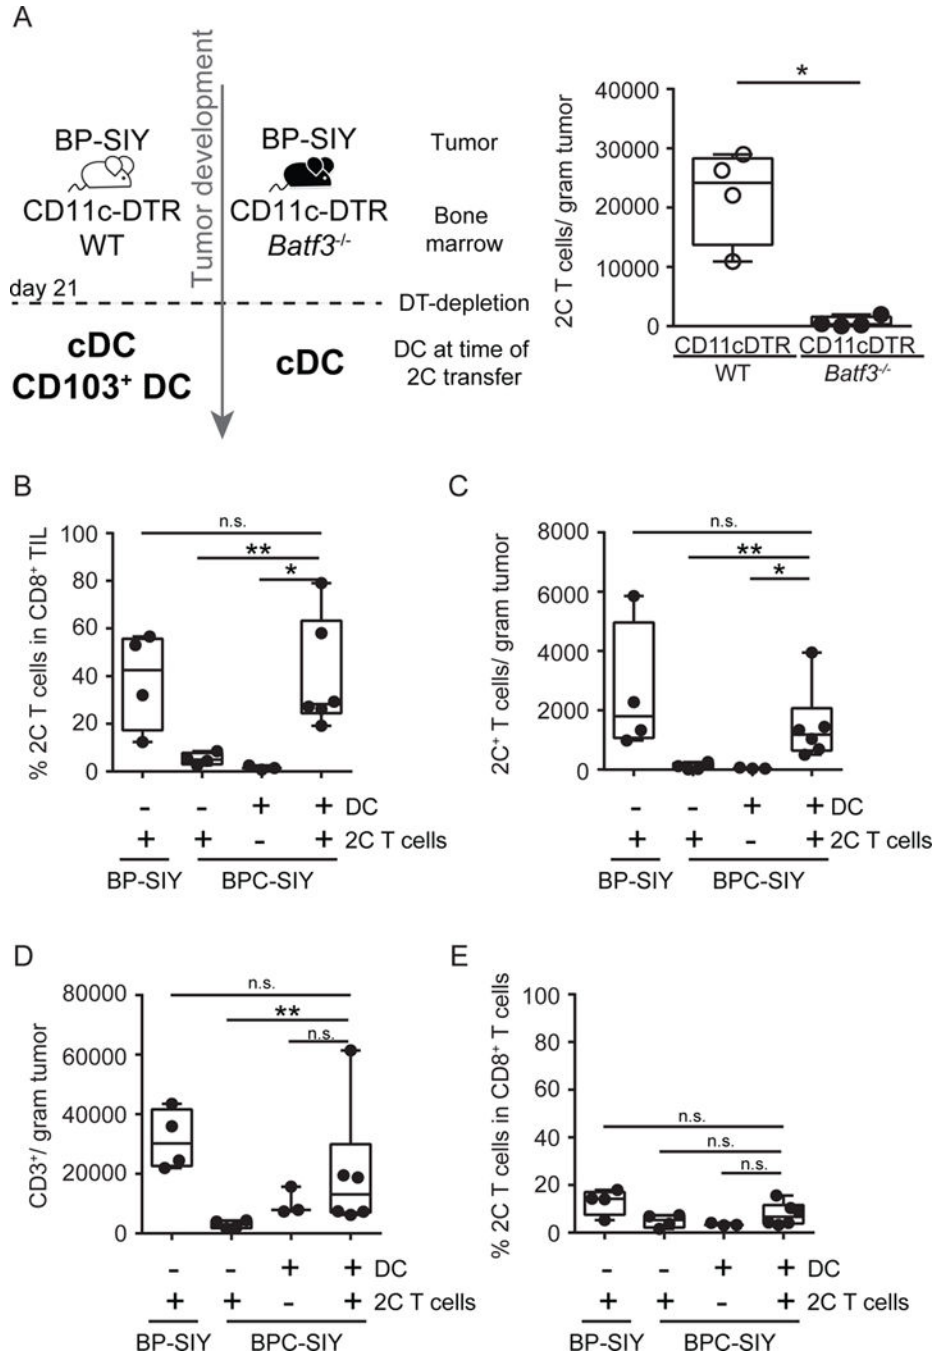 A
BP-SIY
CD11c-DTR
WT
Tumor development
BP-SIY
CD11c-DTR
Batf3-/-
Tumor
Bone
marrow
day 21
DT-depletion
cDC
CD103+ DC
cDC
DC at time of
2C transfer
2C T cells/ gram tumor
40000
30000
20000
10000
0
*
CD11cDTR CD11cDTR
WT Batf3-/-
B
% 2C T cells in CD8+ TIL
100
80
60
40
20
0
n.s.
**
*
- - + + DC
+ + - + 2C T cells
BP-SIY BPC-SIY
C
2C+ T cells/ gram tumor
8000
6000
4000
2000
0
n.s.
**
*
- - + + DC
+ + - + 2C T cells
BP-SIY BPC-SIY
D
CD3+/ gram tumor
80000
60000
40000
20000
0
n.s.
**
n.s.
- - + + DC
+ + - + 2C T cells
BP-SIY BPC-SIY
E
% 2C T cells in CD8+ T cells
100
80
60
40
20
0
n.s.
n.s.
n.s.
- - + + DC
+ + - + 2C T cells
BP-SIY BPC-SIY